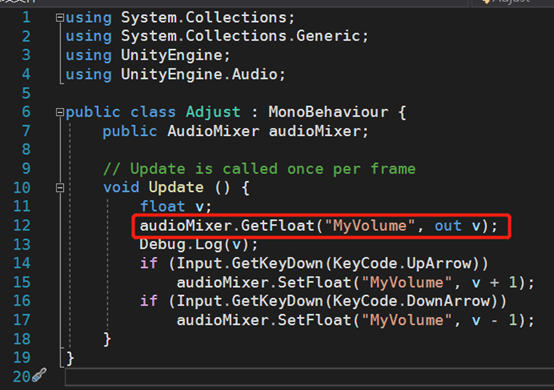 1 using System.Collections;
2 using System.Collections.Generic;
3 using UnityEngine;
4 using UnityEngine.Audio;
5
6 public class Adjust : MonoBehaviour {
7     public AudioMixer audioMixer;
8
9     // Update is called once per frame
10     void Update () {
11         float v;
12         audioMixer.GetFloat("MyVolume", out v);
13         Debug.Log(v);
14         if (Input.GetKeyDown(KeyCode.UpArrow))
15             audioMixer.SetFloat("MyVolume", v + 1);
16         if (Input.GetKeyDown(KeyCode.DownArrow))
17             audioMixer.SetFloat("MyVolume", v - 1);
18     }
19 }
20